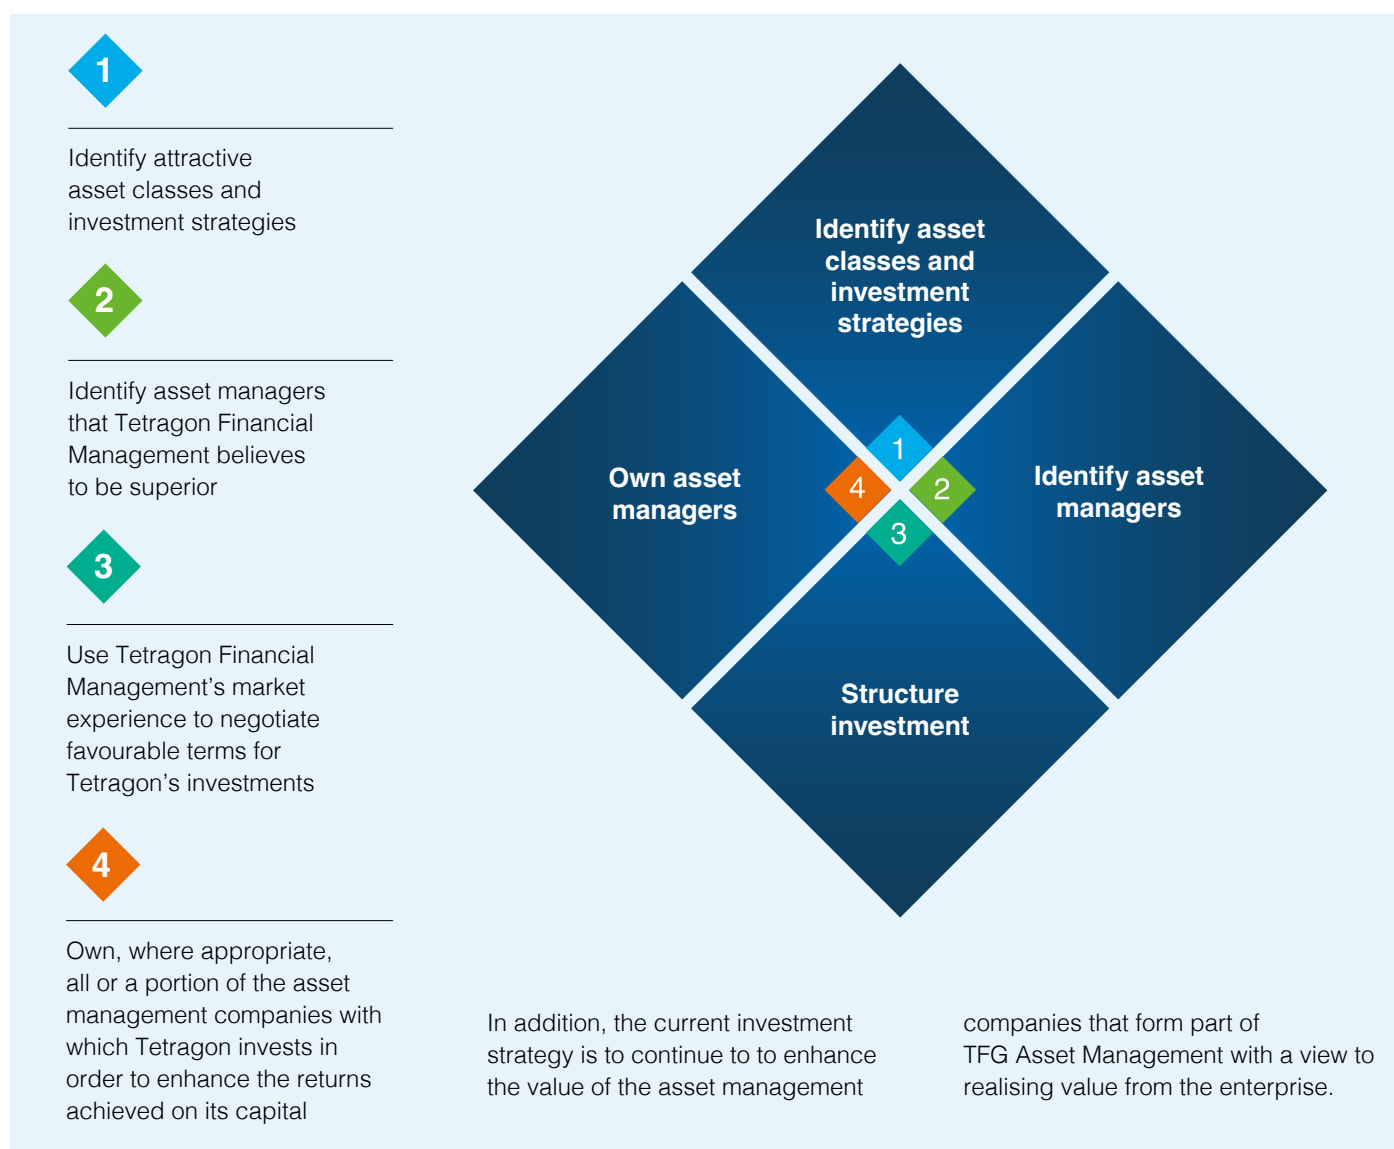 1
Identify attractive
asset classes and
investment strategies
2
Identify asset managers
that Tetragon Financial
Management believes
to be superior
3
Use Tetragon Financial
Management’s market
experience to negotiate
favourable terms for
Tetragon’s investments
4
Own, where appropriate,
all or a portion of the asset
management companies with
which Tetragon invests in
order to enhance the returns
achieved on its capital
Identify asset
classes and
investment
strategies
Own asset
managers
1
4
2
3
Identify asset
managers
Structure
investment
In addition, the current investment
strategy is to continue to to enhance
the value of the asset management
companies that form part of
TFG Asset Management with a view to
realising value from the enterprise.